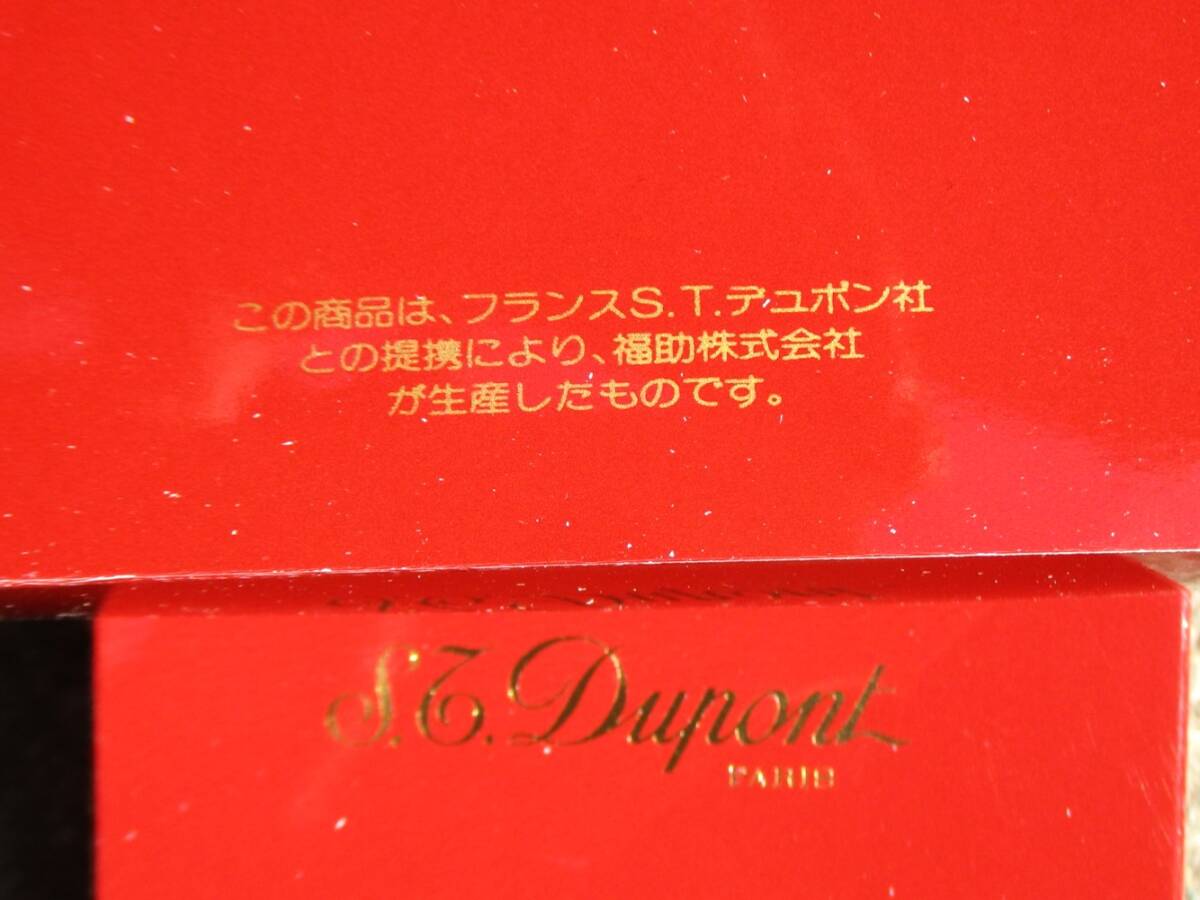 この商品は、フランスS.T.デュポン社
との提携により、福助株式会社
が生産したものです。
S.T. Dupont
PARIS